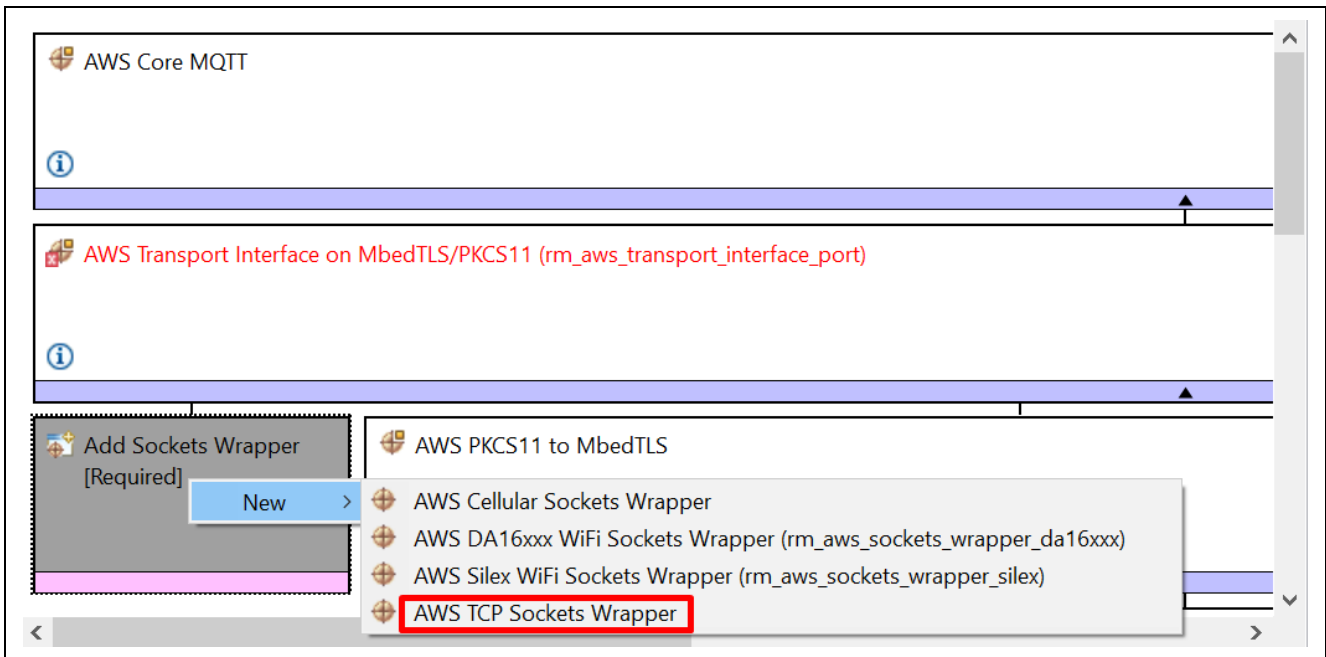 AWS Core MQTT
AWS Transport Interface on MbedTLS/PKCS11 (rm_aws_transport_interface_port)
Add Sockets Wrapper
[Required]
AWS PKCS11 to MbedTLS
New
AWS Cellular Sockets Wrapper
AWS DA16xxx WiFi Sockets Wrapper (rm_aws_sockets_wrapper_da16xxx)
AWS Silex WiFi Sockets Wrapper (rm_aws_sockets_wrapper_silex)
AWS TCP Sockets Wrapper